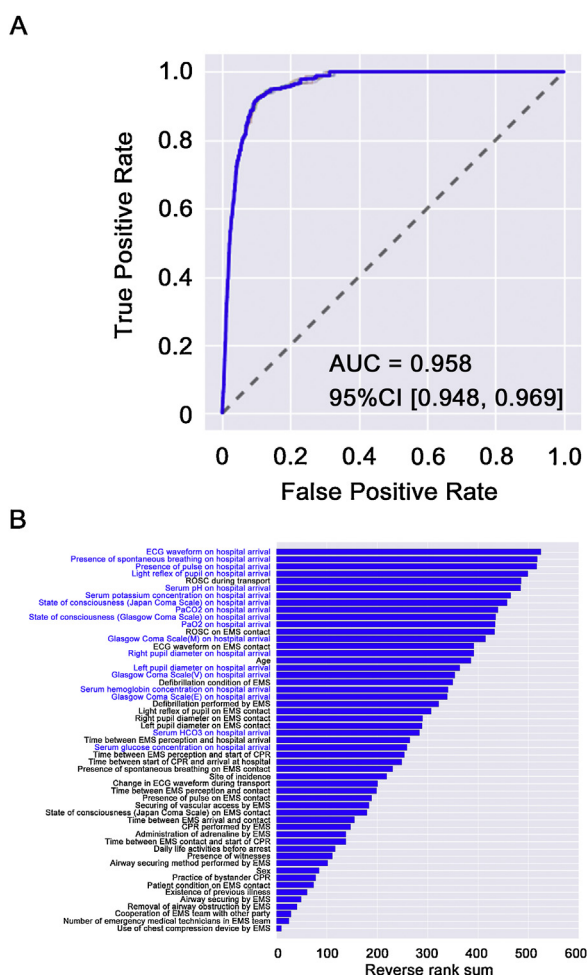 A
True Positive Rate
1.0
0.8
0.6
0.4
0.2
0
AUC = 0.958
95%CI [0.948, 0.969]
0 0.2 0.4 0.6 0.8 1.0
False Positive Rate
B
ECG waveform on hospital arrival
Presence of spontaneous breathing on hospital arrival
Presence of pulse on hospital arrival
Light reflex of pupil on hospital arrival
ROSC during transport
Serum pH on hospital arrival
Serum potassium concentration on hospital arrival
State of consciousness (Japan Coma Scale) on hospital arrival
PaCO2 on hospital arrival
State of consciousness (Glasgow Coma Scale) on hospital arrival
PaO2 on hospital arrival
ROSC on EMS contact
Glasgow Coma Scale(M) on hostpital arrival
ECG waveform on EMS contact
Right pupil diameter on hospital arrival
Age
Left pupil diameter on hospital arrival
Glasgow Coma Scale(V) on hospital arrival
Defibrillation condition of EMS
Serum hemoglobin concentration on hospital arrival
Glasgow Coma Scale(E) on hospital arrival
Defibrillation performed by EMS
Light reflex of pupil on EMS contact
Right pupil diameter on EMS contact
Left pupil diameter on EMS contact
Serum HCO3 on hospital arrival
Time between EMS perception and hospital arrival
Serum glucose concentration on hospital arrival
Time between EMS perception and start of CPR
Time between start of CPR and arrival at hospital
Presence of spontaneous breathing on EMS contact
Site of incidence
Change in ECG waveform during transport
Time between EMS perception and contact
Presence of pulse on EMS contact
Securing of vascular access by EMS
State of consciousness (Japan Coma Scale) on EMS contact
Time between EMS arrival and contact
CPR performed by EMS
Administration of adrenaline by EMS
Time between EMS contact and start of CPR
Daily life activities before arrest
Presence of witnesses
Airway securing method performed by EMS
Sex
Practice of bystander CPR
Patient condition on EMS contact
Existence of previous illness
Airway securing by EMS
Removal of airway obstruction by EMS
Cooperation of EMS team with other party
Number of emergency medical technicians in EMS team
Use of chest compression device by EMS
0 100 200 300 400 500 600
Reverse rank sum